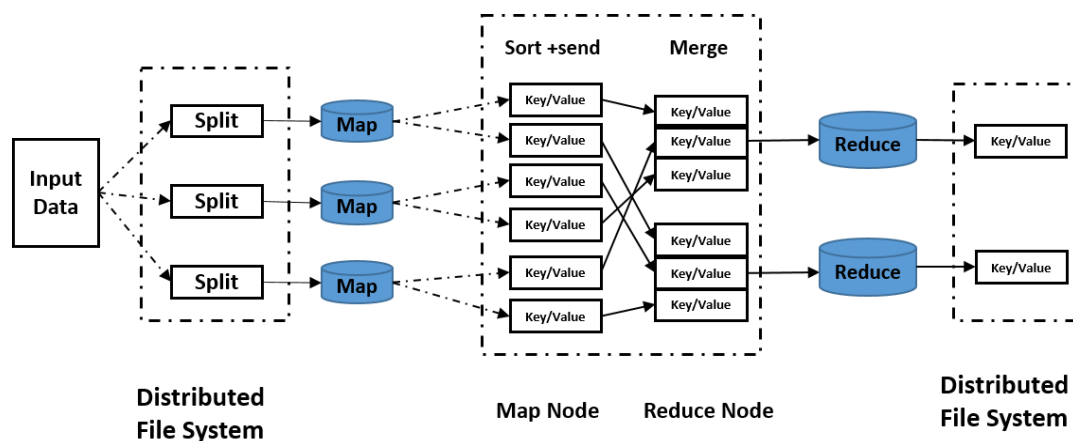 Sort +send
Merge
Input
Data
Split
Split
Split
Map
Map
Map
Key/Value
Key/Value
Key/Value
Key/Value
Key/Value
Key/Value
Key/Value
Key/Value
Key/Value
Key/Value
Key/Value
Key/Value
Reduce
Reduce
Key/Value
Key/Value
Distributed
File System
Map Node
Reduce Node
Distributed
File System